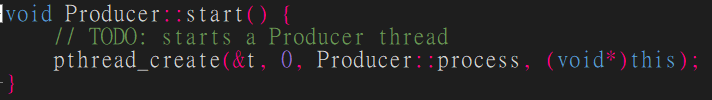 void Producer::start() {
    // TODO: starts a Producer thread
    pthread_create(&t, 0, Producer::process, (void*)this);
}